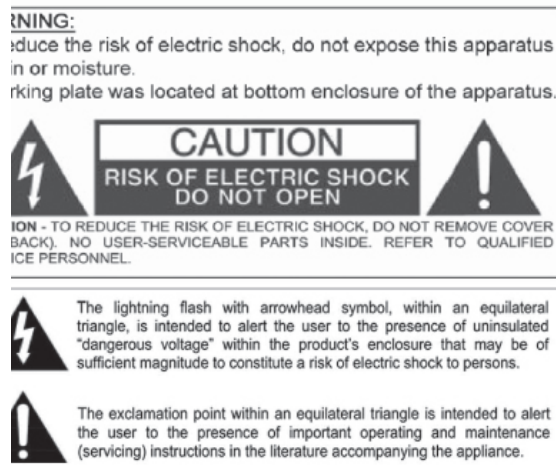 RNING:
educe the risk of electric shock, do not expose this apparatus
in or moisture.
rking plate was located at bottom enclosure of the apparatus.
CAUTION
RISK OF ELECTRIC SHOCK
DO NOT OPEN
ION - TO REDUCE THE RISK OF ELECTRIC SHOCK, DO NOT REMOVE COVER
BACK). NO USER-SERVICEABLE PARTS INSIDE. REFER TO QUALIFIED
ICE PERSONNEL.
The lightning flash with arrowhead symbol, within an equilateral
triangle, is intended to alert the user to the presence of uninsulated
“dangerous voltage” within the product's enclosure that may be of
sufficient magnitude to constitute a risk of electric shock to persons.
The exclamation point within an equilateral triangle is intended to alert
the user to the presence of important operating and maintenance
(servicing) instructions in the literature accompanying the appliance.